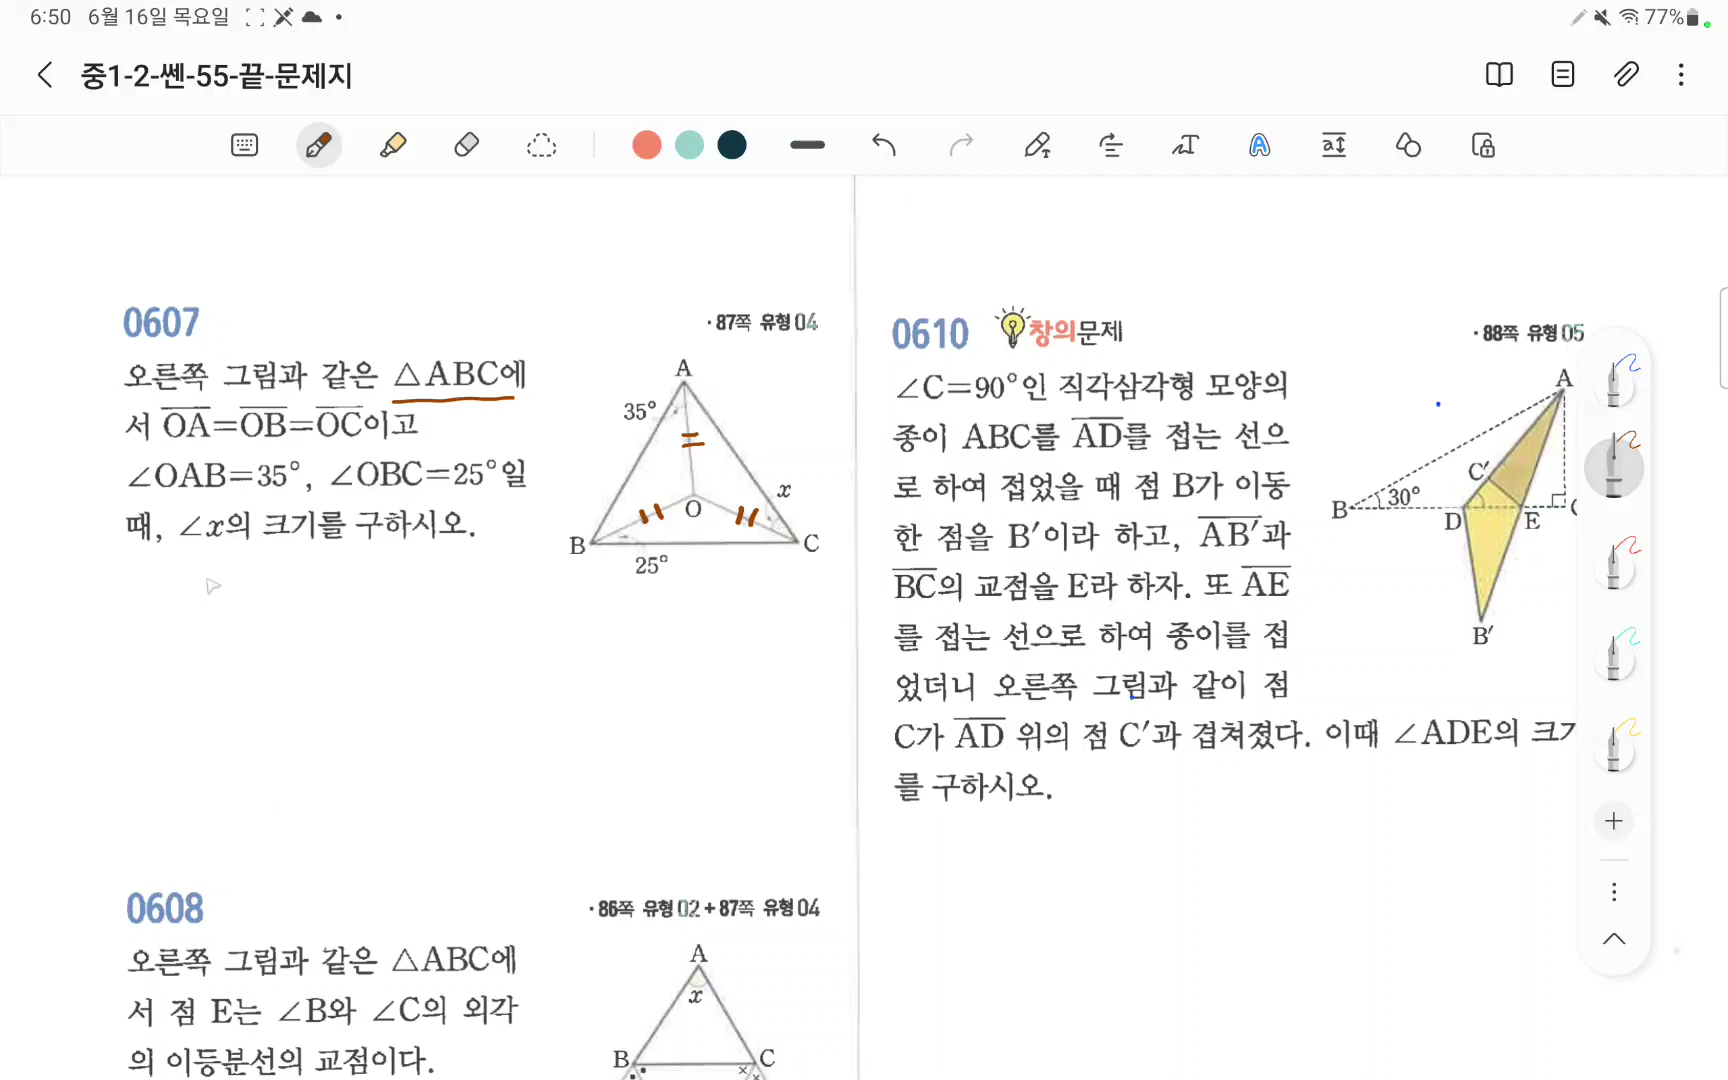 6:50 6월 16일 목요일
77%
중1-2-쎈-55-끝-문제지
0607
·87쪽 유형 04
오른쪽 그림과 같은 △ABC에
서 OA=OB=OC이고
∠OAB=35°, ∠OBC=25°일
때, ∠x의 크기를 구하시오.
A
35°
x
O
B
C
25°
0608
·86쪽 유형 02+87쪽 유형 04
오른쪽 그림과 같은 △ABC에
서 점 E는 ∠B와 ∠C의 외각
의 이등분선의 교점이다.
A
x
B
C
0610 창의문제
·88쪽 유형 05
∠C=90°인 직각삼각형 모양의
종이 ABC를 AD를 접는 선으
로 하여 접었을 때 점 B가 이동
한 점을 B′이라 하고, AB′과
BC의 교점을 E라 하자. 또 AE
를 접는 선으로 하여 종이를 접
었더니 오른쪽 그림과 같이 점
C가 AD 위의 점 C′과 겹쳐졌다. 이때 ∠ADE의 크기
를 구하시오.
A
C′
B
30°
D
E
B′